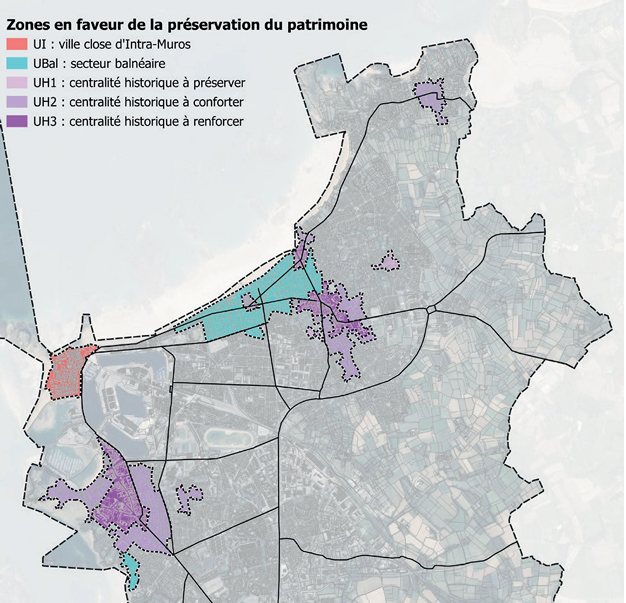 Zones en faveur de la préservation du patrimoine
UI : ville close d'Intra-Muros
UBal : secteur balnéaire
UH1 : centralité historique à préserver
UH2 : centralité historique à conforter
UH3 : centralité historique à renforcer